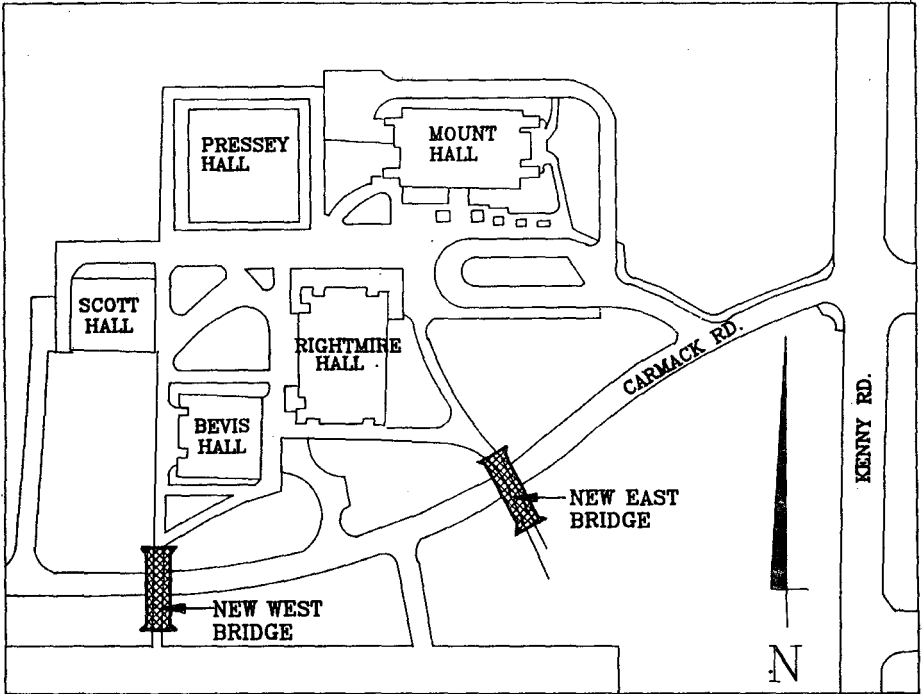 PRESSEY
HALL
MOUNT
HALL
SCOTT
HALL
RIGHTMIRE
HALL
CARMACK RD.
KENNY RD.
BEVIS
HALL
NEW EAST
BRIDGE
NEW WEST
BRIDGE
N